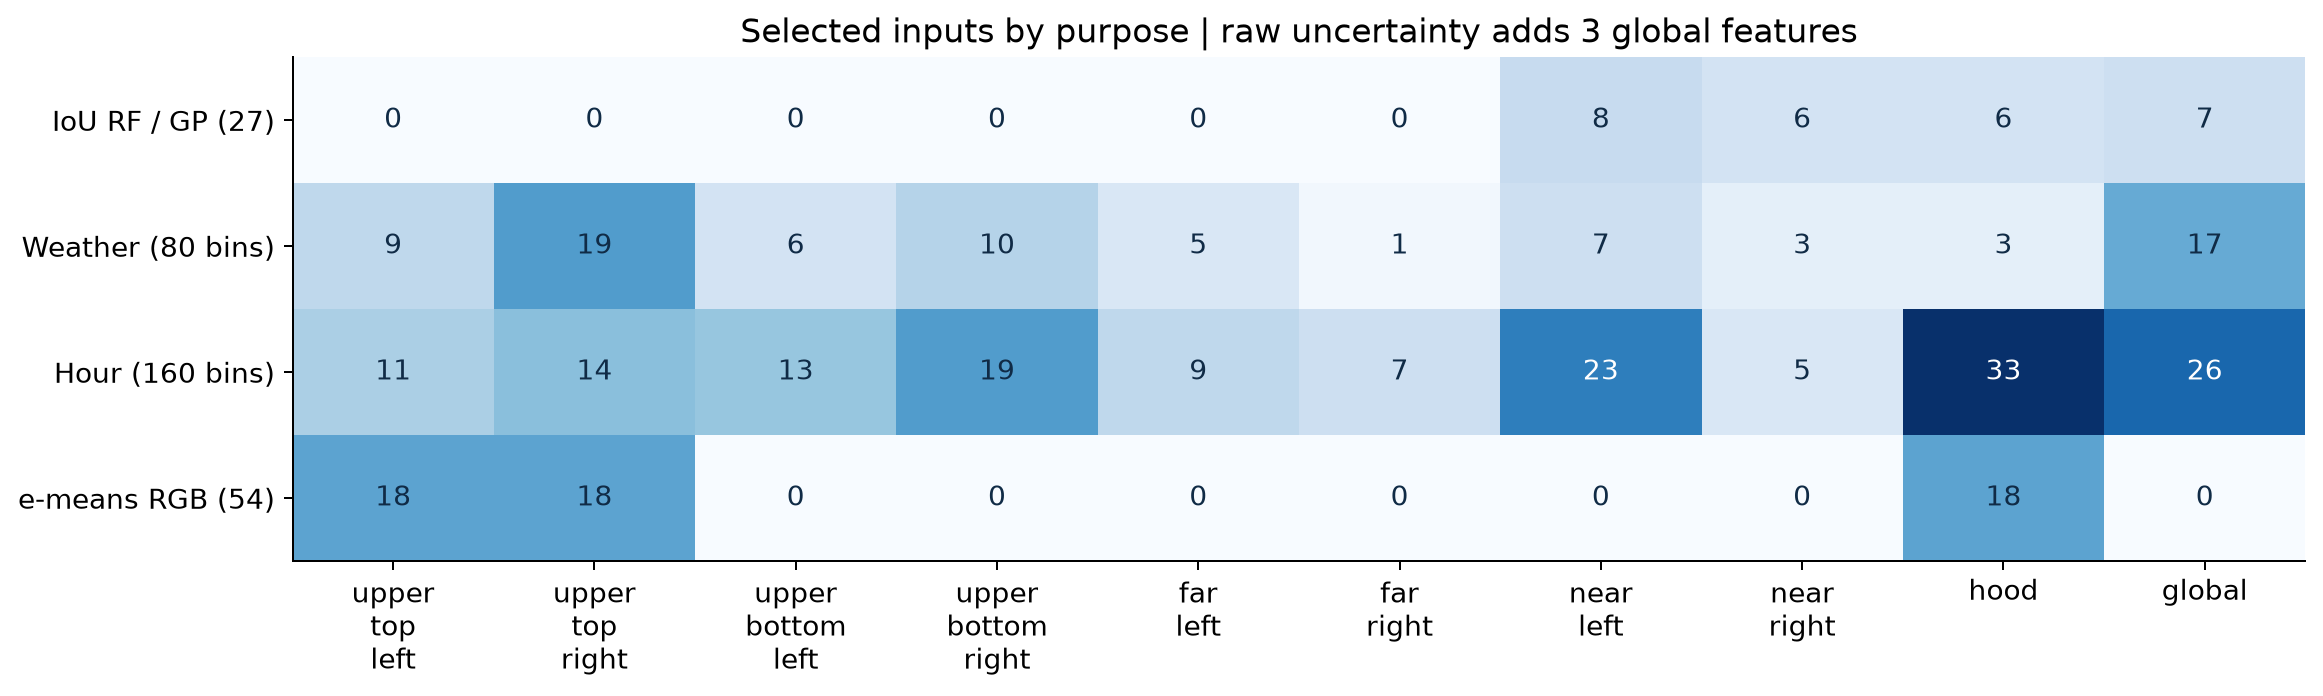 Selected inputs by purpose | raw uncertainty adds 3 global features
IoU RF / GP (27) 0 0 0 0 0 0 8 6 6 7
Weather (80 bins) 9 19 6 10 5 1 7 3 3 17
Hour (160 bins) 11 14 13 19 9 7 23 5 33 26
e-means RGB (54) 18 18 0 0 0 0 0 0 18 0
upper top left
upper top right
upper bottom left
upper bottom right
far left
far right
near left
near right
hood
global